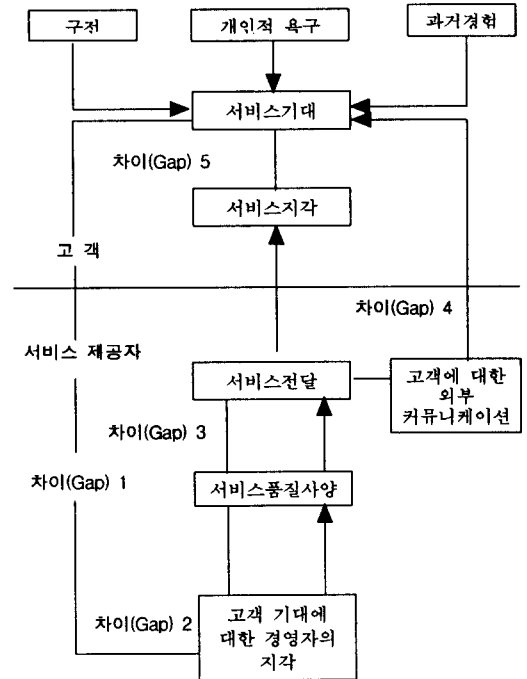 구전
개인적 욕구
과거경험
서비스기대
차이(Gap) 5
서비스지각
고 객
차이(Gap) 4
서비스 제공자
서비스전달
고객에 대한
외부
커뮤니케이션
차이(Gap) 3
차이(Gap) 1
서비스품질사양
차이(Gap) 2
고객 기대에
대한 경영자의
지각